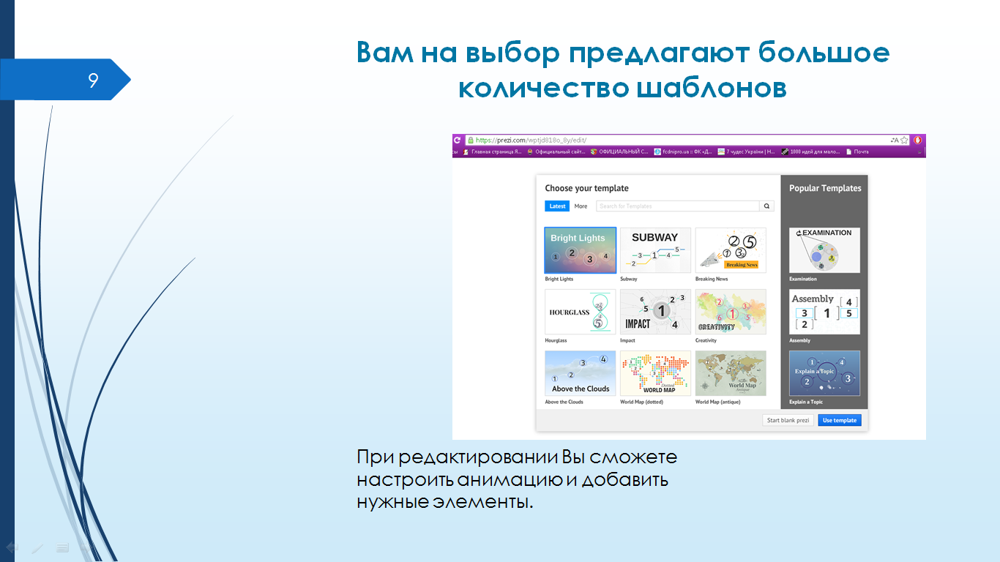 9
Вам на выбор предлагают большое
количество шаблонов
https://prezi.com/wptjd818o_8y/edit/
сы Главная страница Я... Официальный сайт... ОФИЦИАЛЬНЫЙ С... fcdnipro.ua :: ФК «Д... 7 чудес України | Н... 1000 идей для мало... Почта
Choose your template
Popular Templates
Latest More Search for Templates
Bright Lights
1 2 3 4
Bright Lights
SUBWAY
2 3 1 4 5
Subway
2 5
1 3
Breaking News
Breaking News
EXAMINATION
Examination
HOURGLASS
5
Hourglass
6 5 1 2 3 4
IMPACT
Impact
2 3 1 6 5
CREATIVITY
Creativity
Assembly
3 2 1 4 5
Assembly
1 2 3 4
Above the Clouds
Above the Clouds
Dotted
WORLD MAP
World Map (dotted)
World Map
Antique
World Map (antique)
1 4
Explain a Topic
2 3
Explain a Topic
Start blank prezi Use template
При редактировании Вы сможете
настроить анимацию и добавить
нужные элементы.